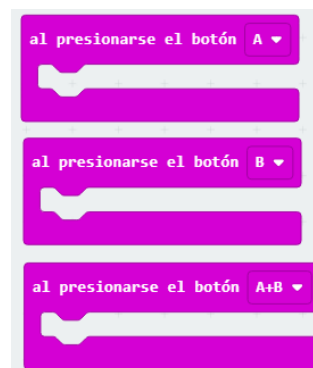 al presionarse el botón A
al presionarse el botón B
al presionarse el botón A+B